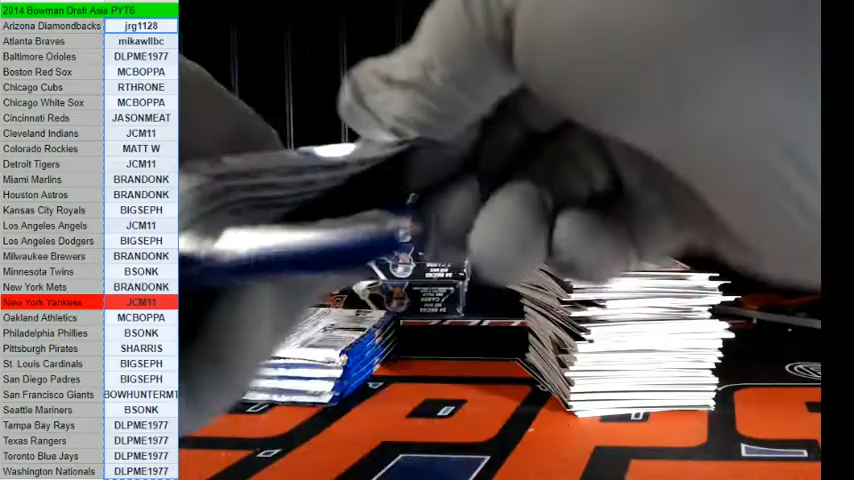 2014 Bowman Draft Asia PYT6
Arizona Diamondbacks jrg1128
Atlanta Braves mikawllbc
Baltimore Orioles DLPME1977
Boston Red Sox MCBOPPA
Chicago Cubs RTHRONE
Chicago White Sox MCBOPPA
Cincinnati Reds JASONMEAT
Cleveland Indians JCM11
Colorado Rockies MATT W
Detroit Tigers JCM11
Miami Marlins BRANDONK
Houston Astros BRANDONK
Kansas City Royals BIGSEPH
Los Angeles Angels JCM11
Los Angeles Dodgers BIGSEPH
Milwaukee Brewers BRANDONK
Minnesota Twins BSONK
New York Mets BRANDONK
New York Yankees JCM11
Oakland Athletics MCBOPPA
Philadelphia Phillies BSONK
Pittsburgh Pirates SHARRIS
St. Louis Cardinals BIGSEPH
San Diego Padres BIGSEPH
San Francisco Giants BOWHUNTERMT
Seattle Mariners BSONK
Tampa Bay Rays DLPME1977
Texas Rangers DLPME1977
Toronto Blue Jays DLPME1977
Washington Nationals DLPME1977
24 PACKS